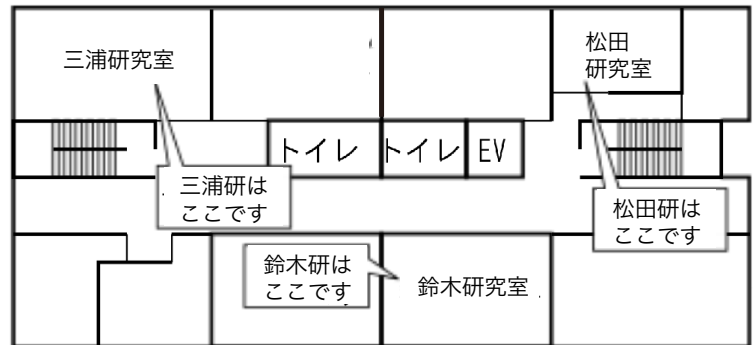 三浦研究室
松田
研究室
トイレ
トイレ
EV
三浦研は
ここです
松田研は
ここです
鈴木研は
ここです
鈴木研究室